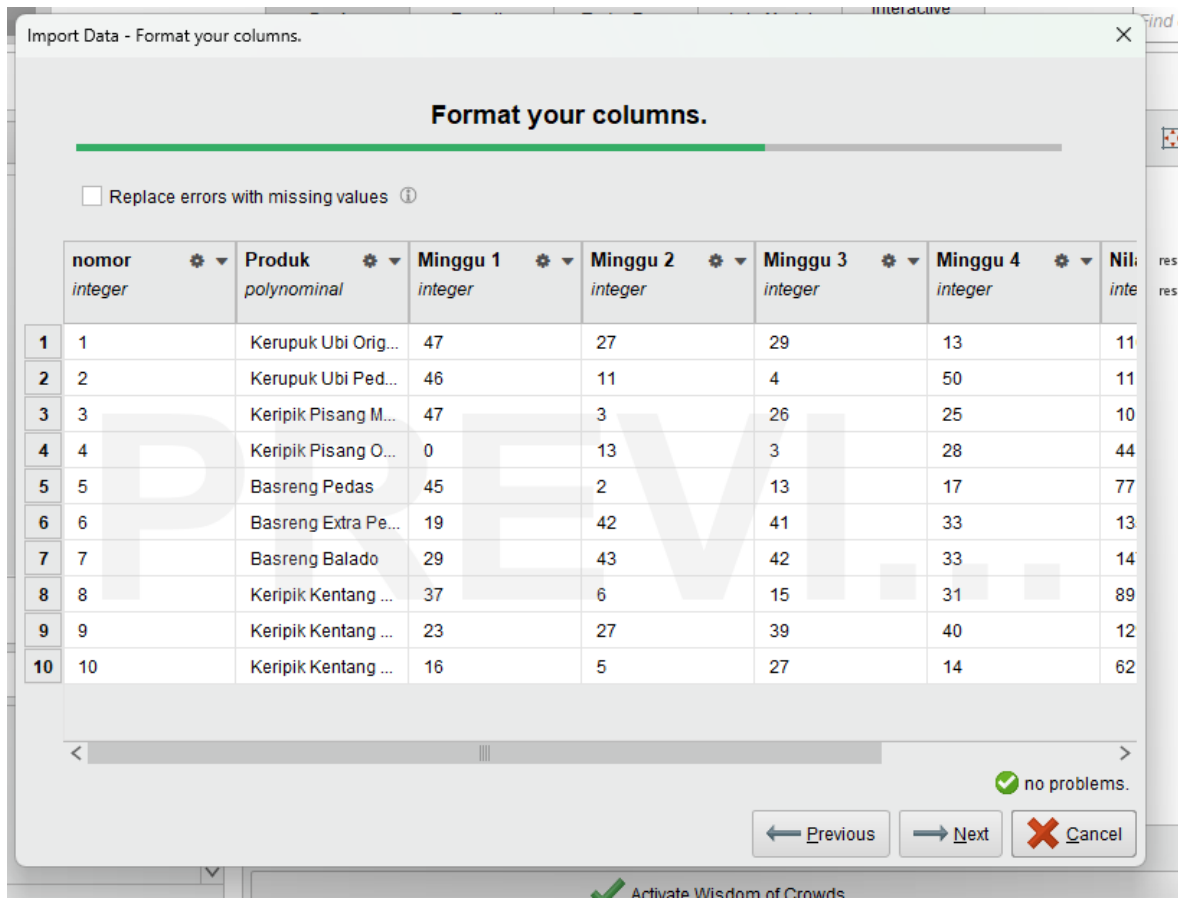 Interactive
Find
Import Data - Format your columns.
Format your columns.
Replace errors with missing values
nomor Produk Minggu 1 Minggu 2 Minggu 3 Minggu 4
integer polynominal integer integer integer integer
res
res
1 1 Kerupuk Ubi Orig... 47 27 29 13
2 2 Kerupuk Ubi Ped... 46 11 4 50
3 3 Keripik Pisang M... 47 3 26 25
4 4 Keripik Pisang O... 0 13 3 28 44
5 5 Basreng Pedas 45 2 13 17 77
6 6 Basreng Extra Pe... 19 42 41 33
7 7 Basreng Balado 29 43 42 33
8 8 Keripik Kentang ... 37 6 15 31 89
9 9 Keripik Kentang ... 23 27 39 40
10 10 Keripik Kentang ... 16 5 27 14 62
PREVI...
no problems.
Previous Next Cancel
Activate Wisdom of Crowds